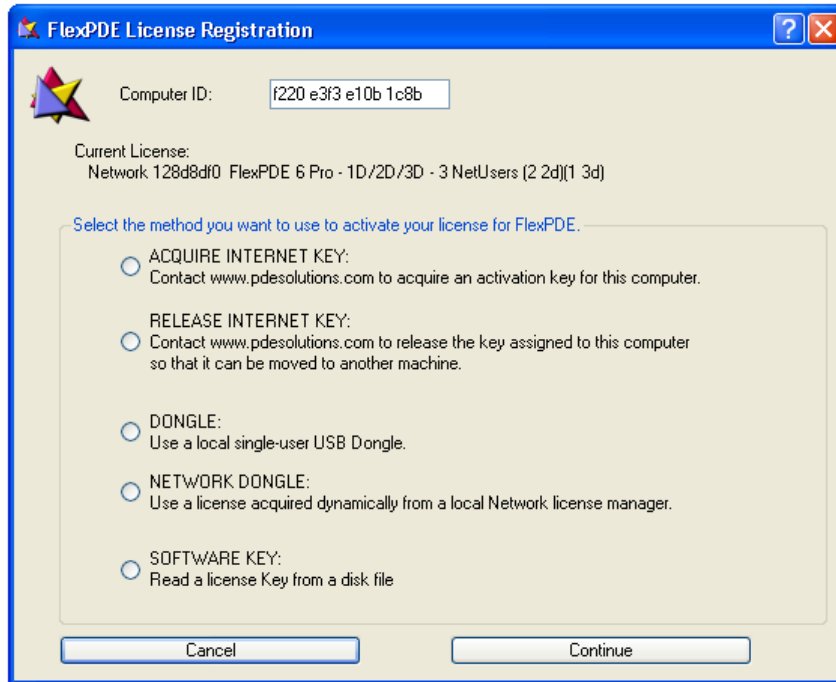 FlexPDE License Registration
Computer ID:
f220 e3f3 e10b 1c8b
Current License:
Network 128d8df0 FlexPDE 6 Pro - 1D/2D/3D - 3 NetUsers (2 2d)(1 3d)
Select the method you want to use to activate your license for FlexPDE.
ACQUIRE INTERNET KEY:
Contact www.pdesolutions.com to acquire an activation key for this computer.
RELEASE INTERNET KEY:
Contact www.pdesolutions.com to release the key assigned to this computer
so that it can be moved to another machine.
DONGLE:
Use a local single-user USB Dongle.
NETWORK DONGLE:
Use a license acquired dynamically from a local Network license manager.
SOFTWARE KEY:
Read a license Key from a disk file
Cancel
Continue